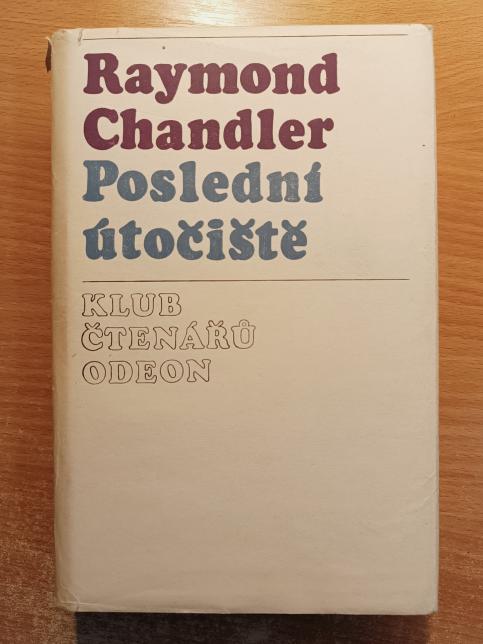 Raymond
Chandler
Poslední
útočiště
KLUB
ČTENÁŘŮ
ODEON